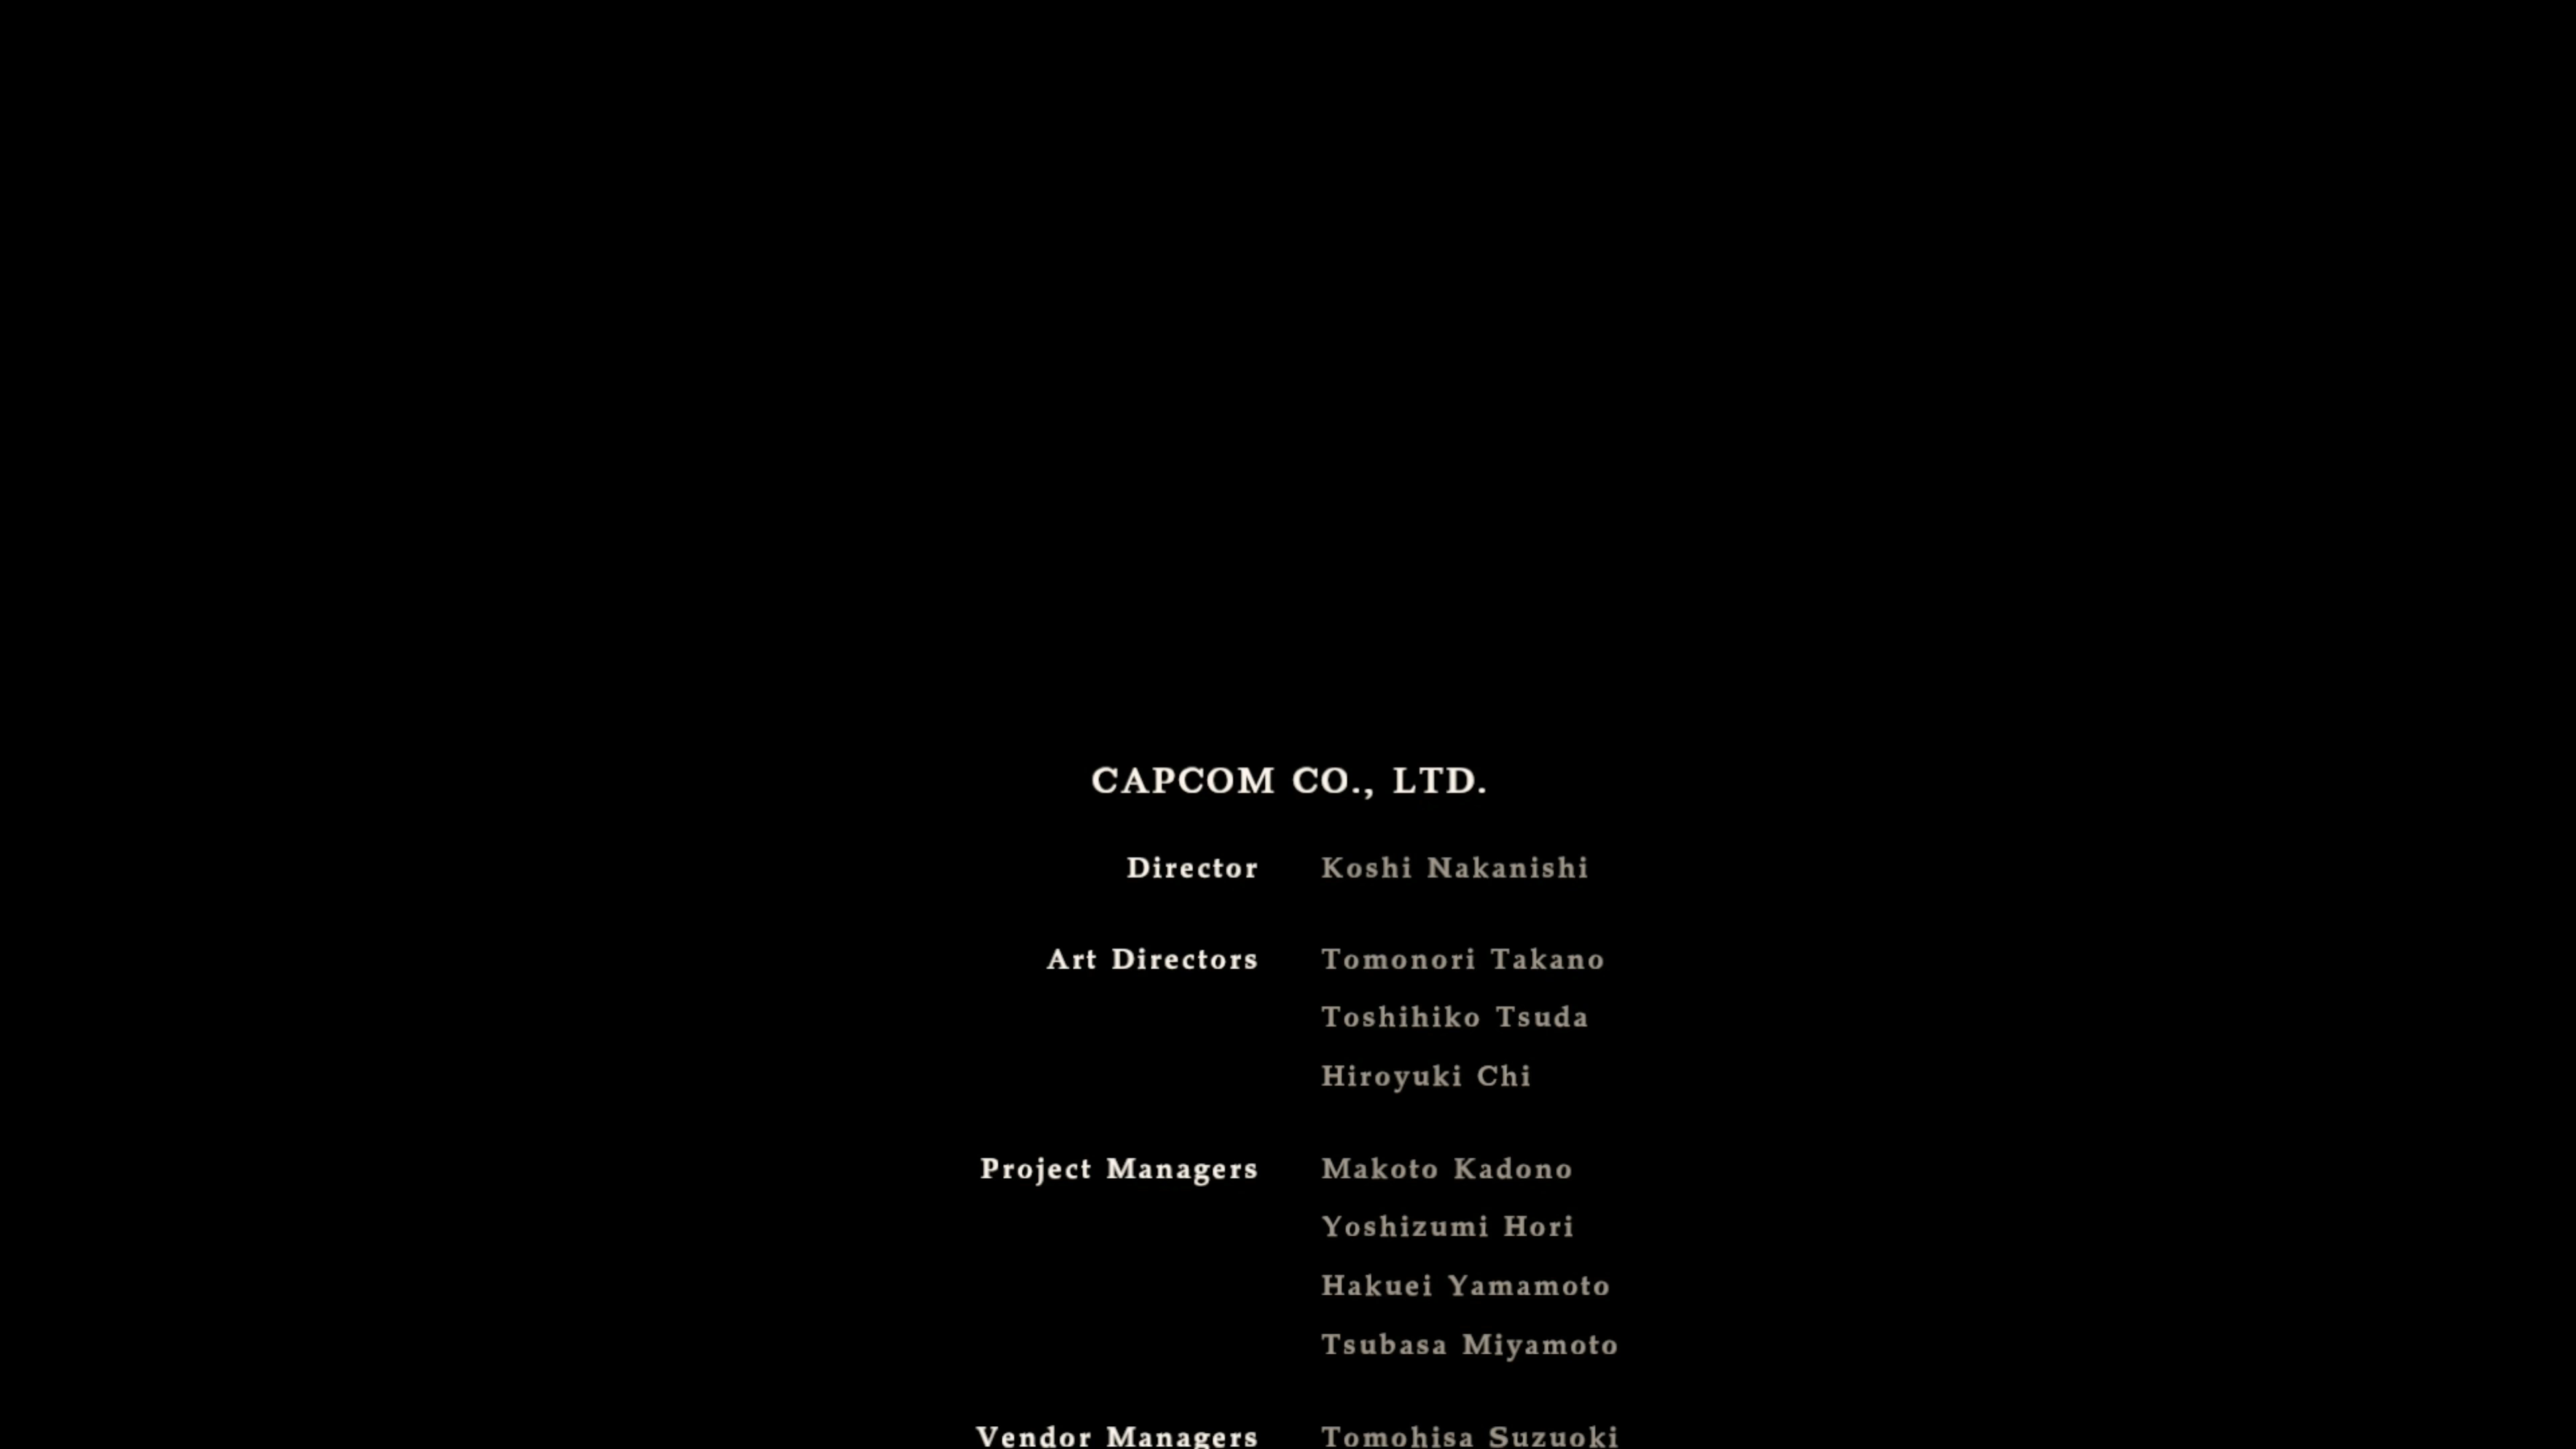 CAPCOM CO., LTD.
Director Koshi Nakanishi
Art Directors Tomonori Takano
Toshihiko Tsuda
Hiroyuki Chi
Project Managers Makoto Kadono
Yoshizumi Hori
Hakuei Yamamoto
Tsubasa Miyamoto
Vendor Managers Tomohisa Suzuoki